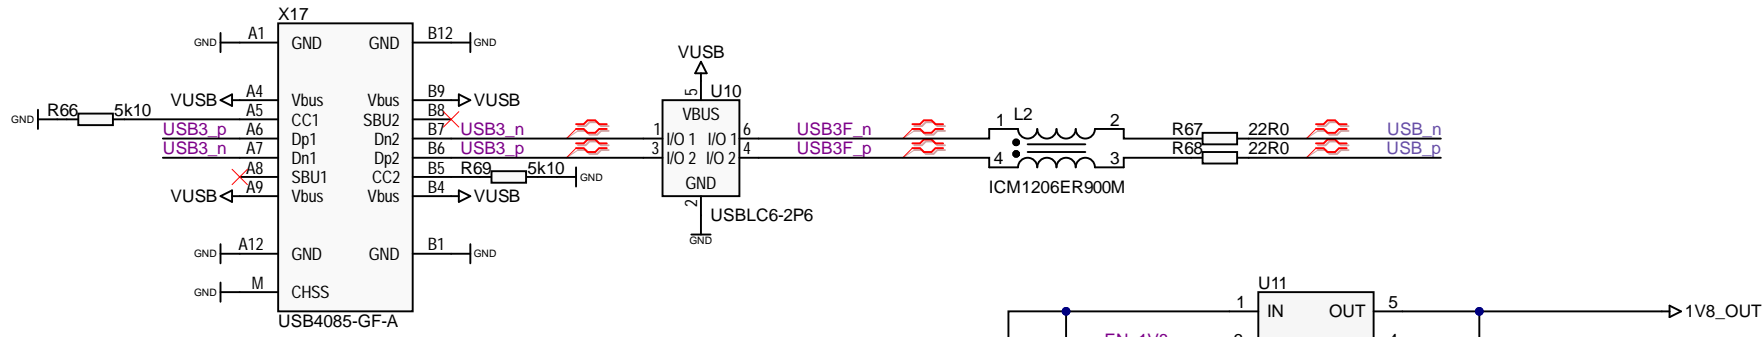 X17
GND A1 GND GND B12 GND
VUSB A4 Vbus Vbus B9 VUSB
GND R66 5k10 A5 CC1 SBU2 B8
USB3_p A6 Dp1 Dn2 B7 USB3_n
USB3_n A7 Dn1 Dp2 B6 USB3_p
A8 SBU1 CC2 B5 R69 5k10 GND
VUSB A9 Vbus Vbus B4 VUSB
GND A12 GND GND B1 GND
GND M CHSS
USB4085-GF-A
VUSB
5 U10
VBUS
1 I/O 1 I/O 1 6
3 I/O 2 I/O 2 4
GND
2 USBLC6-2P6
GND
USB3F_n
USB3F_p
L2
1 2
4 3
ICM1206ER900M
R67 22R0 USB_n
R68 22R0 USB_p
U11
1 IN OUT 5 1V8_OUT